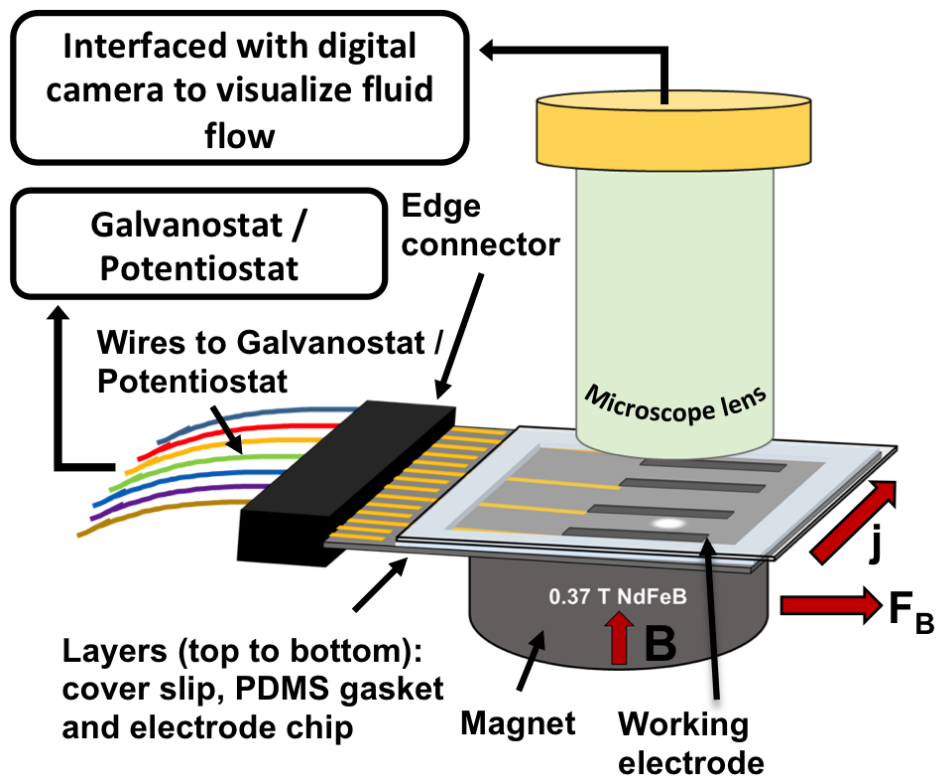 Interfaced with digital
camera to visualize fluid
flow
Galvanostat /
Potentiostat
Edge
connector
Wires to Galvanostat /
Potentiostat
Microscope lens
j
0.37 T NdFeB
F_B
B
Layers (top to bottom):
cover slip, PDMS gasket
and electrode chip
Magnet
Working
electrode